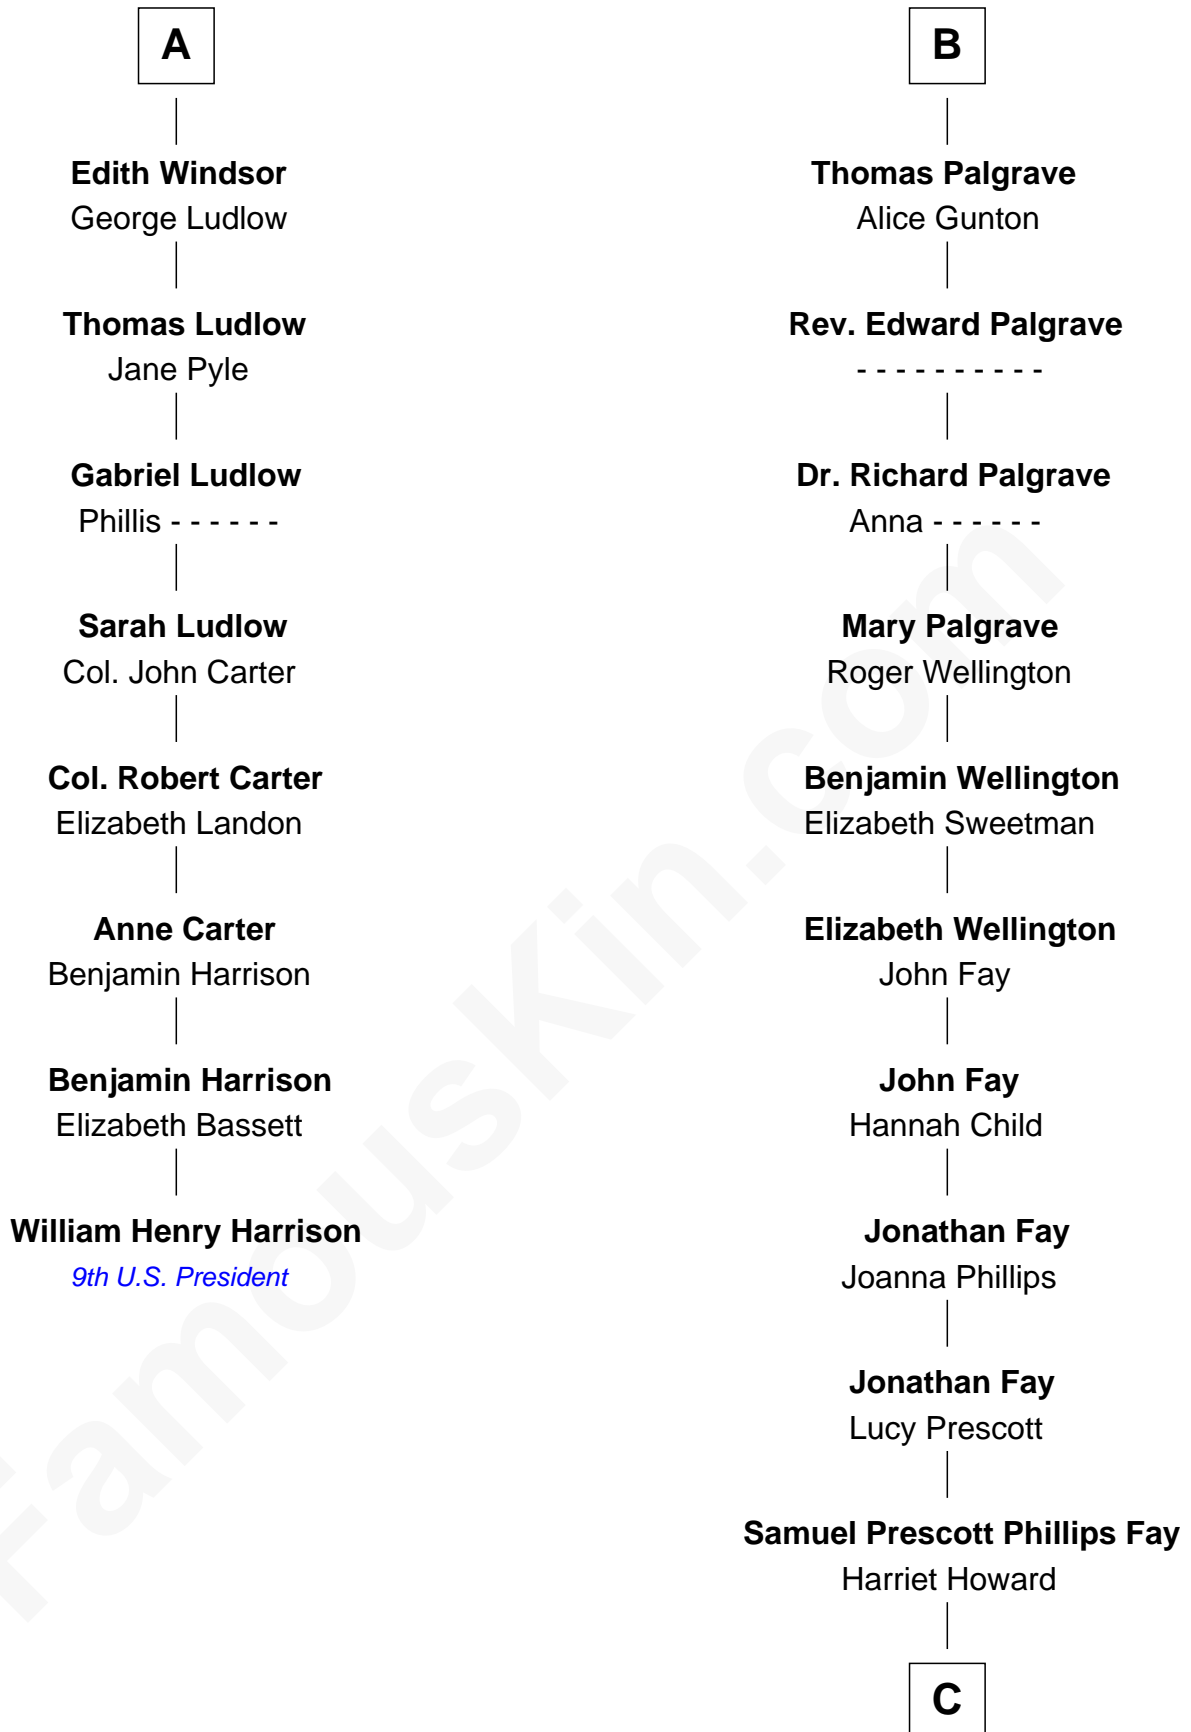 A
Edith Windsor
George Ludlow
Thomas Ludlow
Jane Pyle
Gabriel Ludlow
Phillis - - - - - -
Sarah Ludlow
Col. John Carter
Col. Robert Carter
Elizabeth Landon
Anne Carter
Benjamin Harrison
Benjamin Harrison
Elizabeth Bassett
William Henry Harrison
9th U.S. President
B
Thomas Palgrave
Alice Gunton
Rev. Edward Palgrave
- - - - - - - - - -
Dr. Richard Palgrave
Anna - - - - - -
Mary Palgrave
Roger Wellington
Benjamin Wellington
Elizabeth Sweetman
Elizabeth Wellington
John Fay
John Fay
Hannah Child
Jonathan Fay
Joanna Phillips
Jonathan Fay
Lucy Prescott
Samuel Prescott Phillips Fay
Harriet Howard
C
FamousKin.com